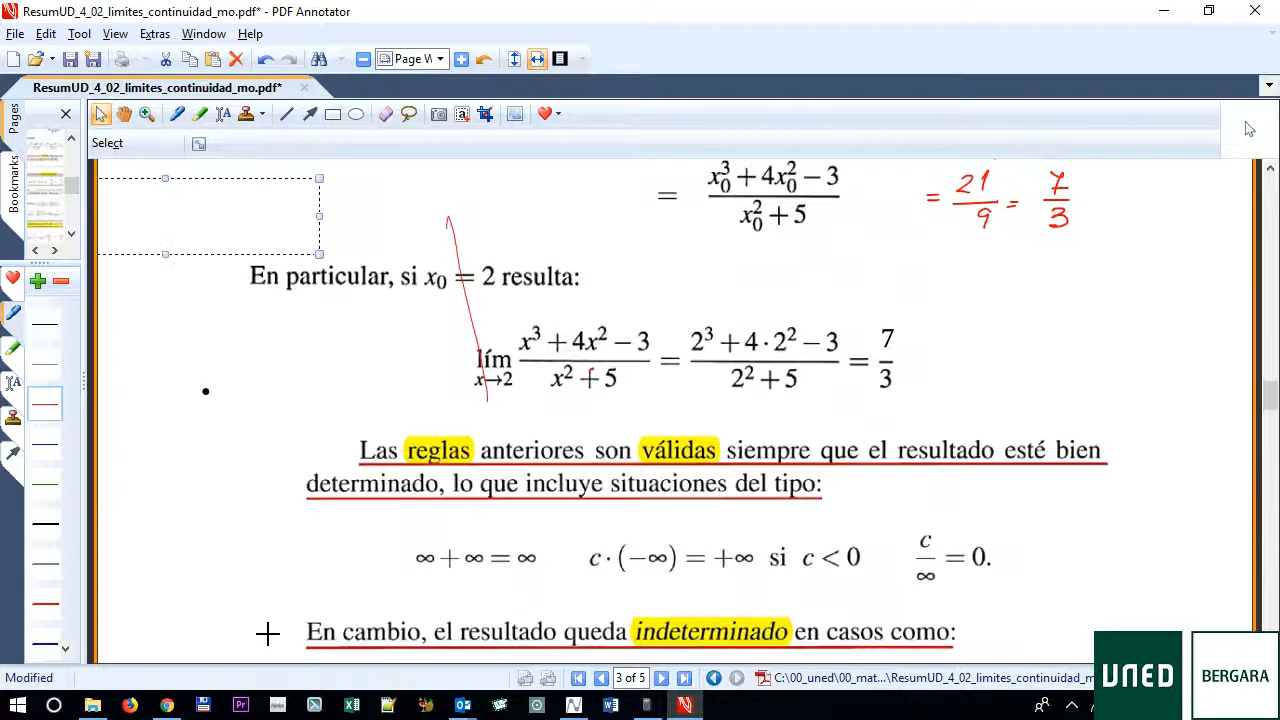 ResumUD_4_02_limites_continuidad_mo.pdf* - PDF Annotator
File Edit Tool View Extras Window Help
Page W
ResumUD_4_02_limites_continuidad_mo.pdf*
Pages
Bookmarks
Select
= x₀³ + 4x₀² − 3 / x₀² + 5 = 21/9 = 7/3
En particular, si x₀ = 2 resulta:
lím x→2 x³ + 4x² − 3 / x² + 5 = 2³ + 4 · 2² − 3 / 2² + 5 = 7/3
Las reglas anteriores son válidas siempre que el resultado esté bien
determinado, lo que incluye situaciones del tipo:
∞ + ∞ = ∞ c · (−∞) = +∞ si c < 0 c/∞ = 0.
En cambio, el resultado queda indeterminado en casos como:
UNED BERGARA
Modified 3 of 5 C:\00_uned\00_mat...\ResumUD_4_02_limites_continuidad_m